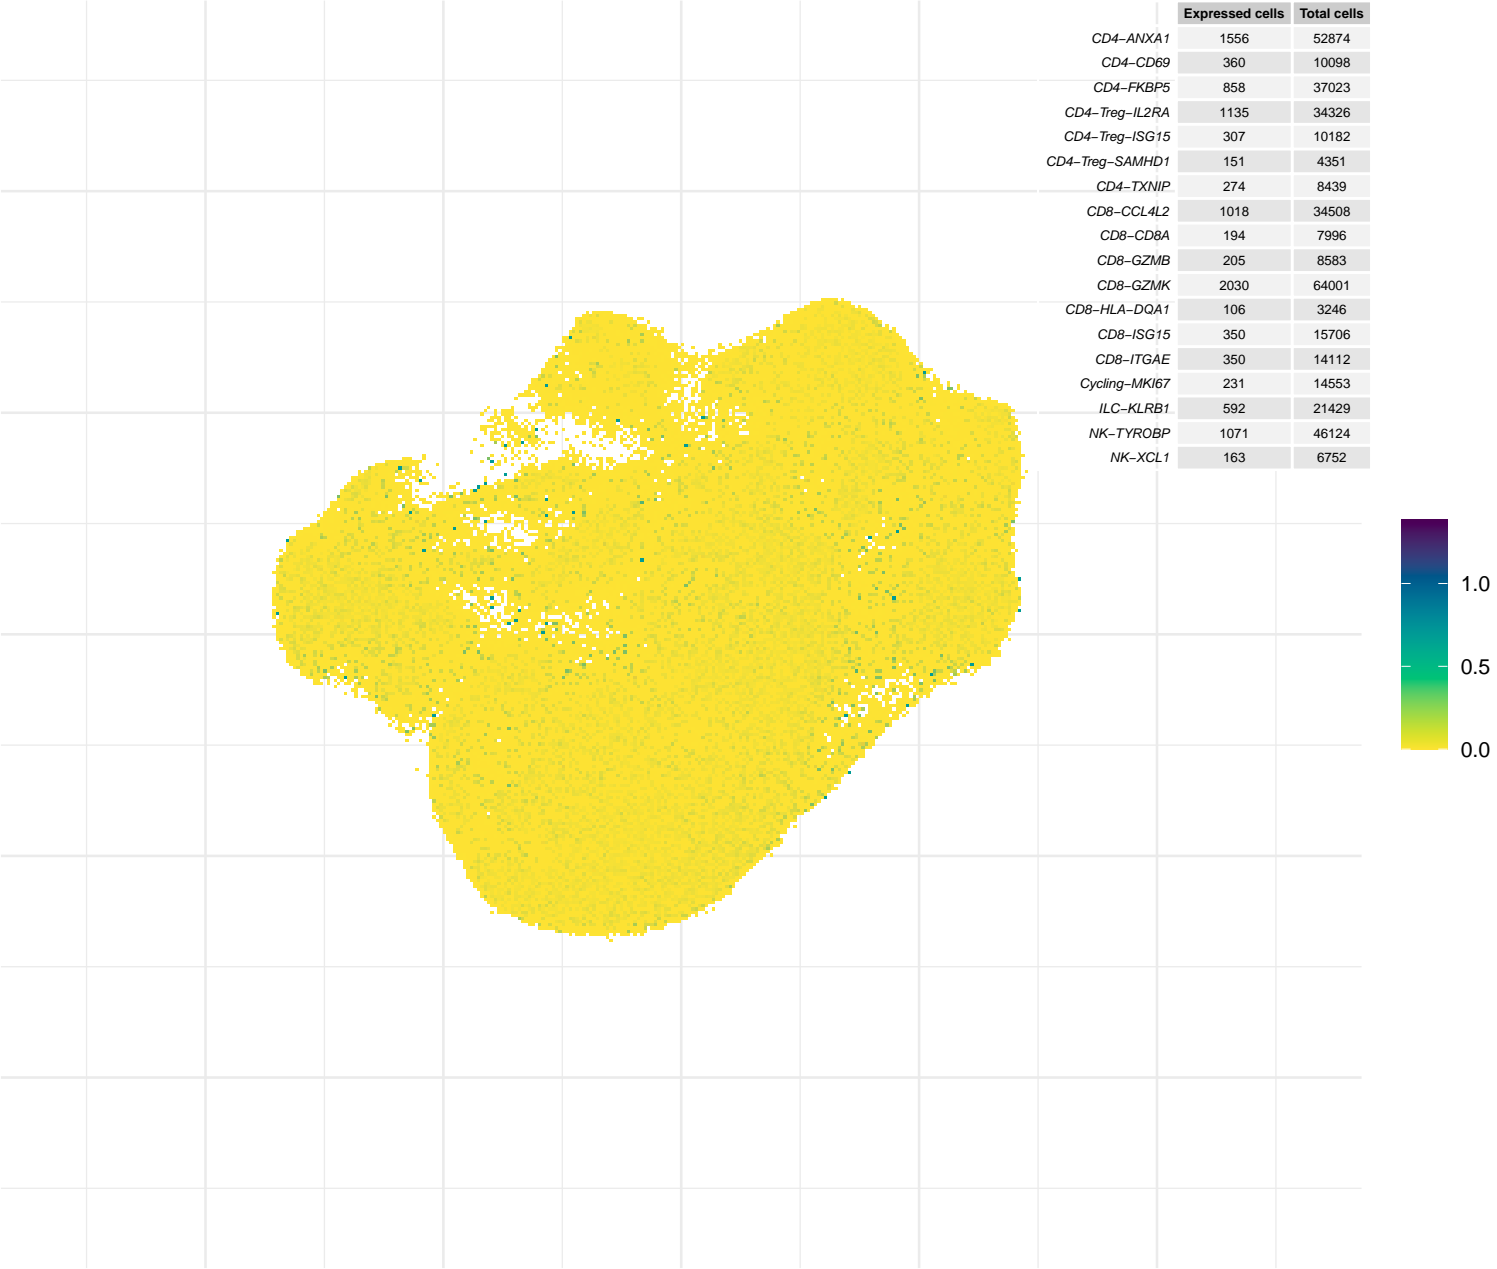 Expressed cells Total cells
CD4−ANXA1 1556 52874
CD4−CD69 360 10098
CD4−FKBP5 858 37023
CD4−Treg−IL2RA 1135 34326
CD4−Treg−ISG15 307 10182
CD4−Treg−SAMHD1 151 4351
CD4−TXNIP 274 8439
CD8−CCL4L2 1018 34508
CD8−CD8A 194 7996
CD8−GZMB 205 8583
CD8−GZMK 2030 64001
CD8−HLA−DQA1 106 3246
CD8−ISG15 350 15706
CD8−ITGAE 350 14112
Cycling−MKI67 231 14553
ILC−KLRB1 592 21429
NK−TYROBP 1071 46124
NK−XCL1 163 6752
1.0
0.5
0.0